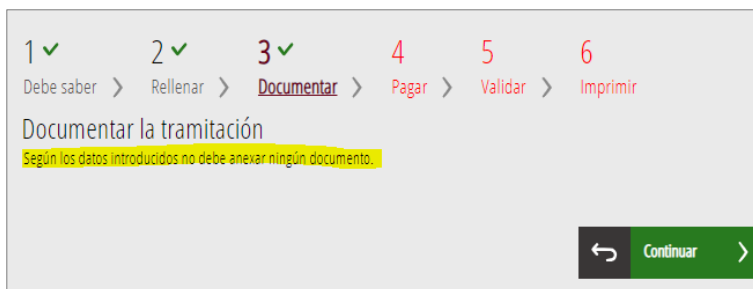 1 2 3 4 5 6
Debe saber Rellenar Documentar Pagar Validar Imprimir
Documentar la tramitación
Según los datos introducidos no debe anexar ningún documento.
Continuar